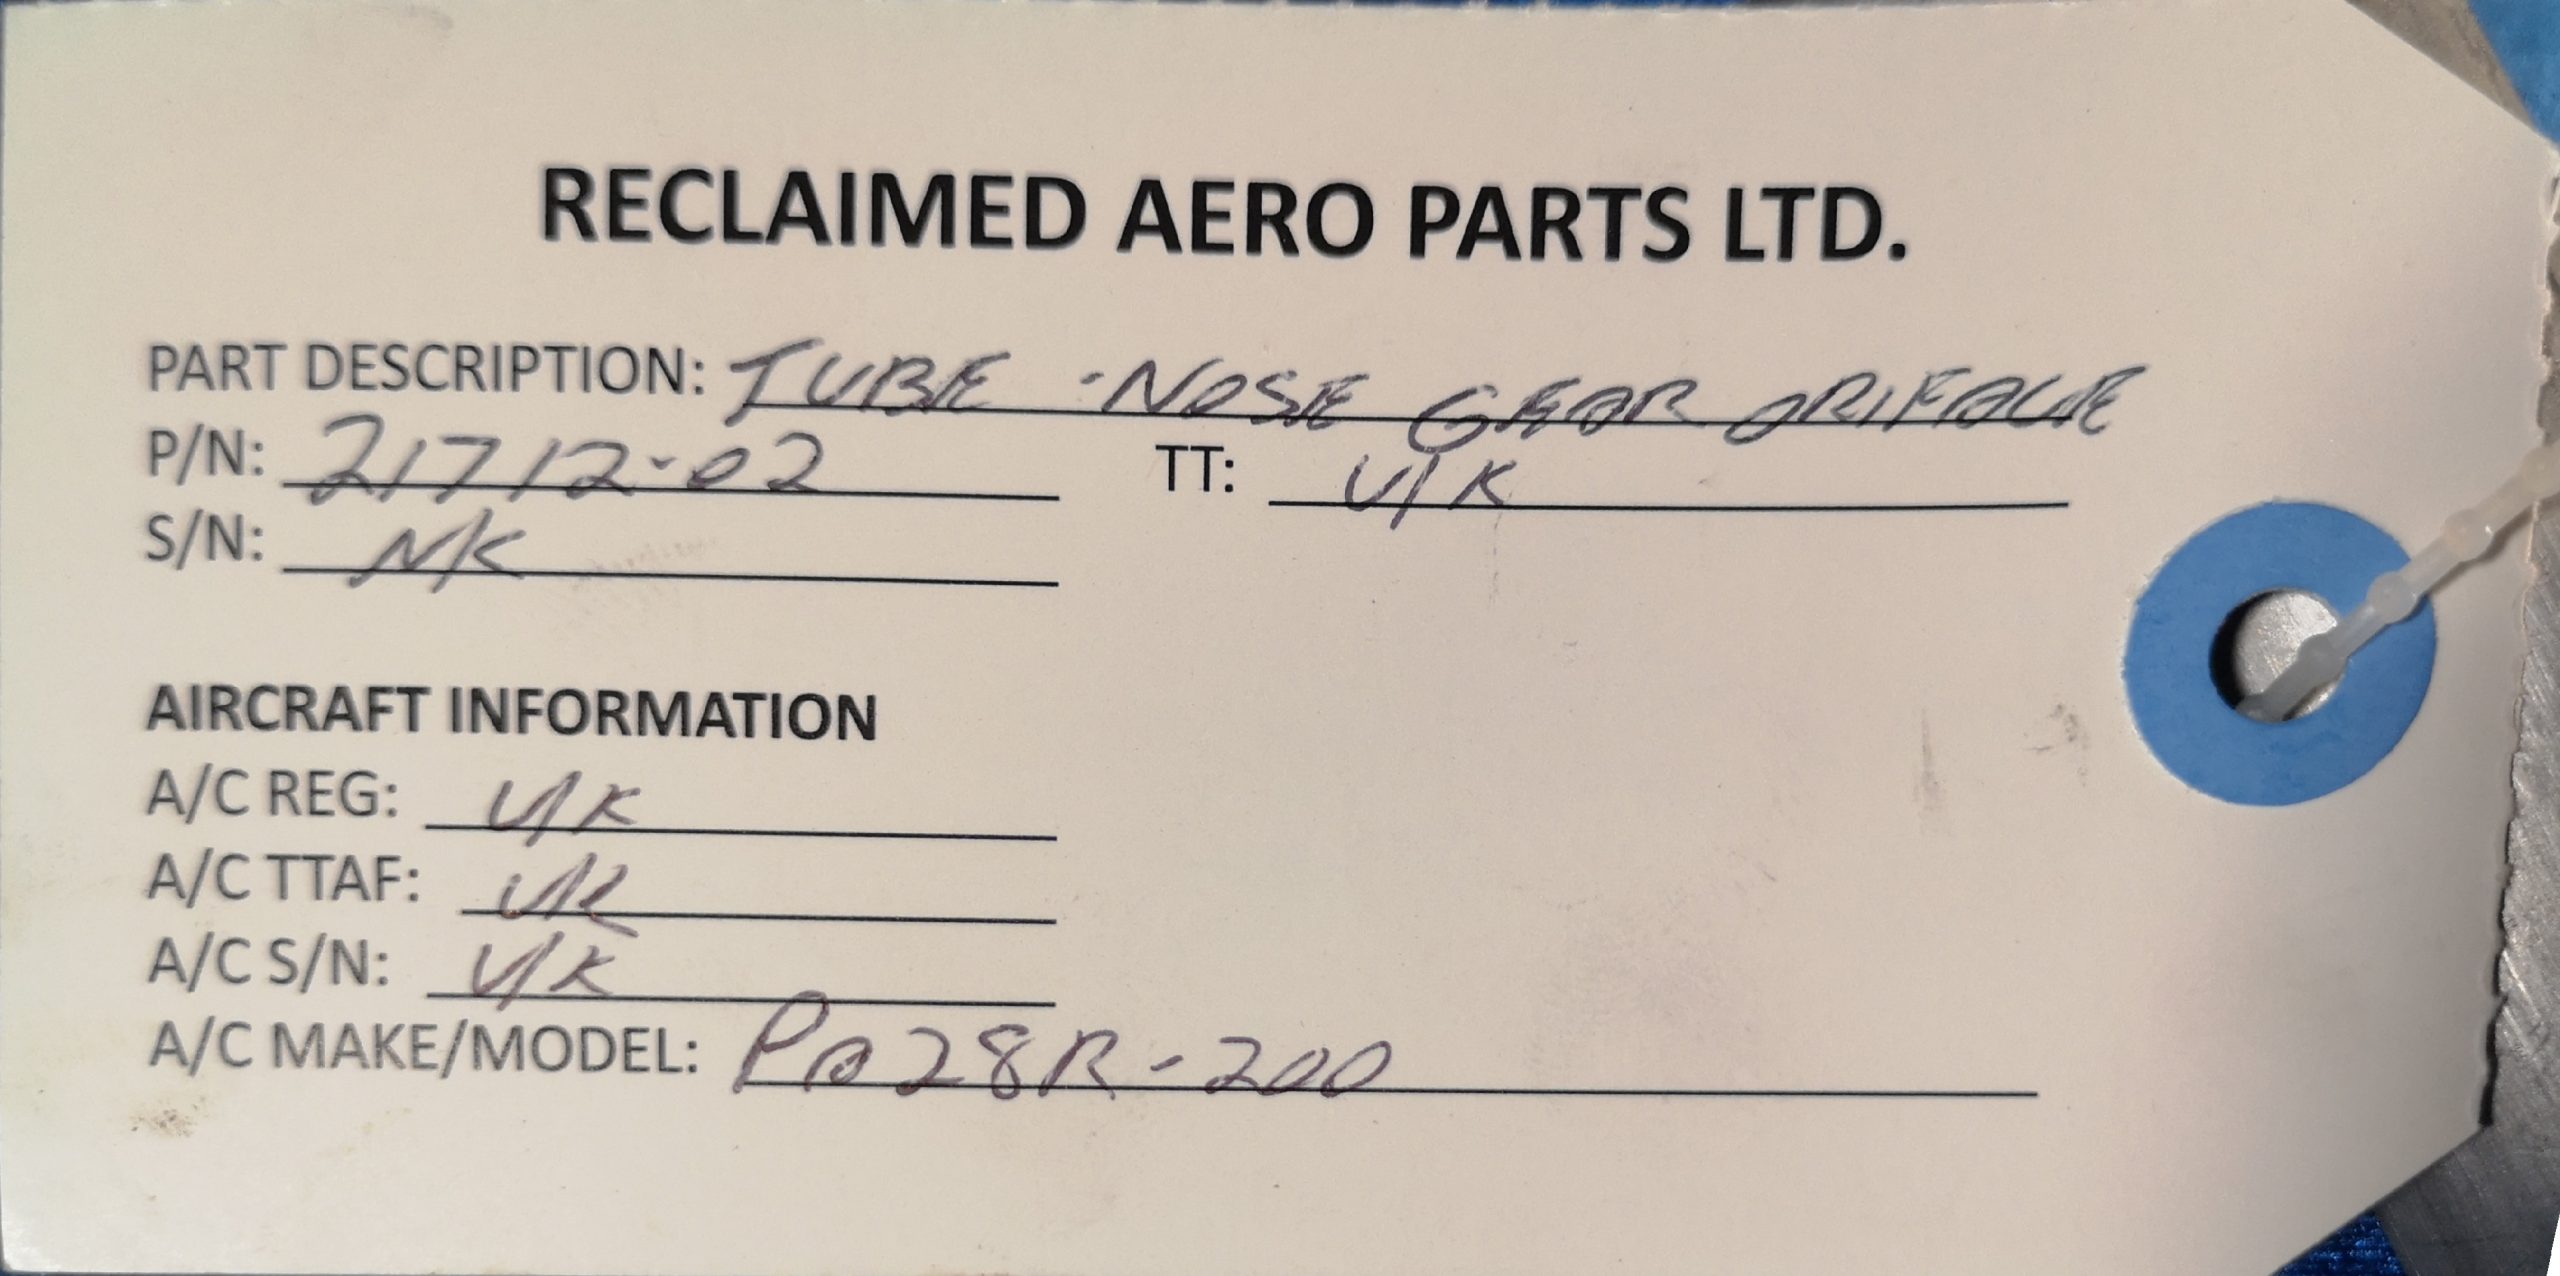 RECLAIMED AERO PARTS LTD.
PART DESCRIPTION: TUBE -NOSE GEAR ORIFACE
P/N: 21712-02 TT: U/K
S/N: N/K
AIRCRAFT INFORMATION
A/C REG: U/K
A/C TTAF: U/K
A/C S/N: U/K
A/C MAKE/MODEL: Pa28R-200